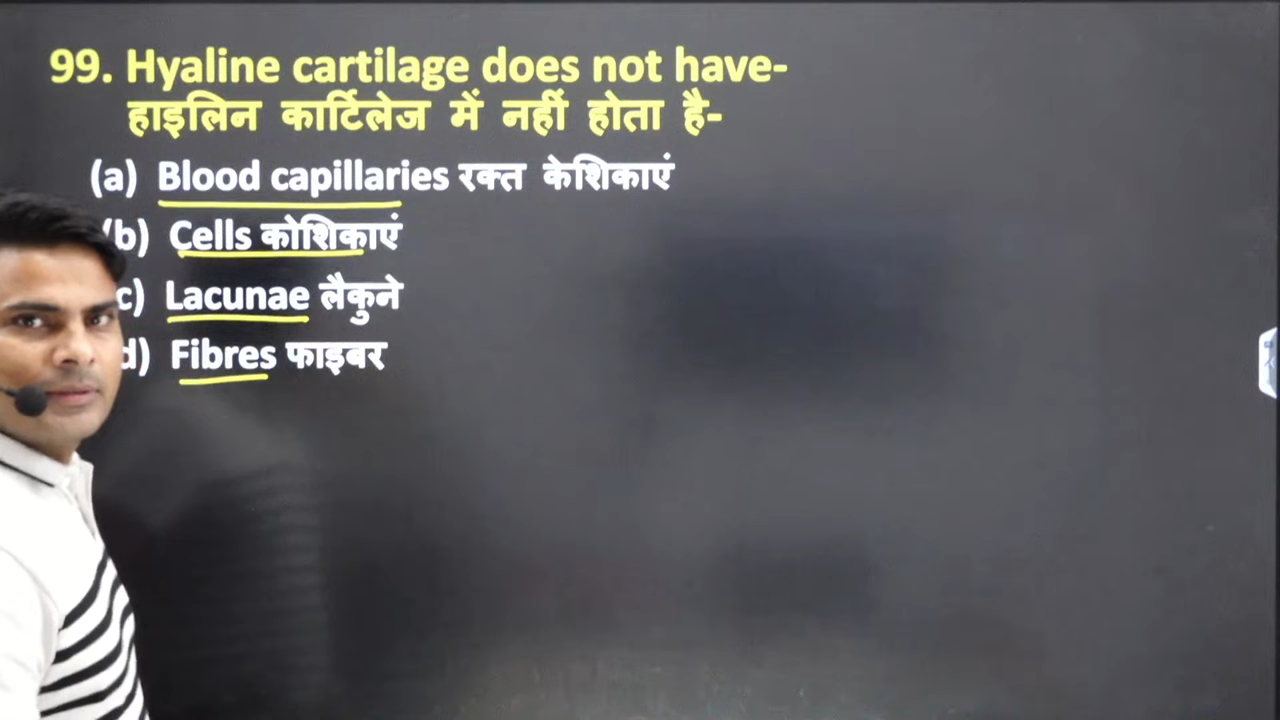 99. Hyaline cartilage does not have-
हाइलिन कार्टिलेज में नहीं होता है-
(a) Blood capillaries रक्त केशिकाएं
(b) Cells कोशिकाएं
c) Lacunae लैकुने
d) Fibres फाइबर